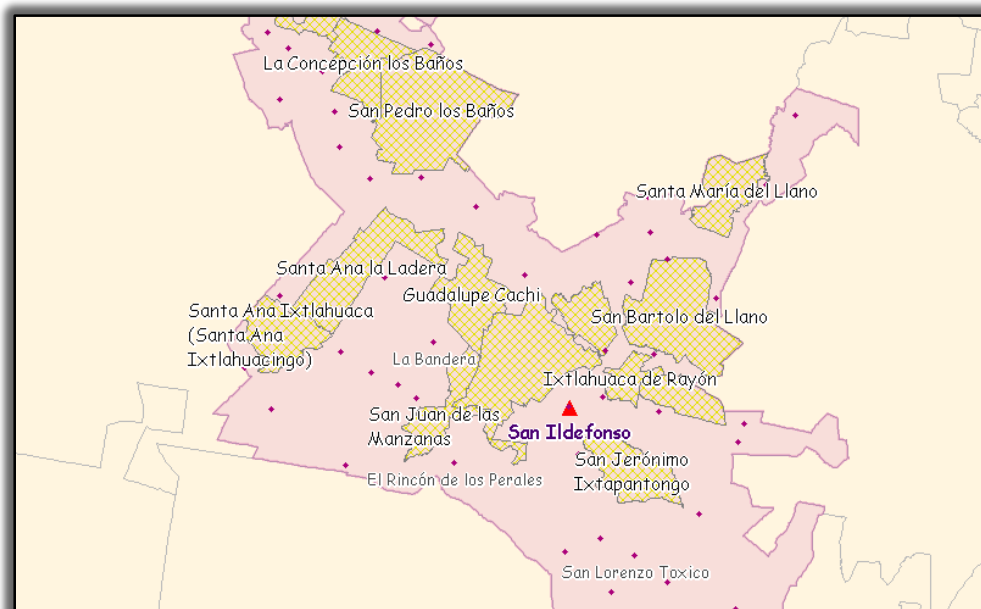 La Concepción los Baños
San Pedro los Baños
Santa María del Llano
Santa Ana la Ladera
Guadalupe Cachi
Santa Ana Ixtlahuaca
(Santa Ana
Ixtlahuacingo)
San Bartolo del Llano
La Bandera
Ixtlahuaca de Rayón
San Juan de las
Manzanas
San Ildefonso
San Jerónimo
Ixtapantongo
El Rincón de los Perales
San Lorenzo Toxico